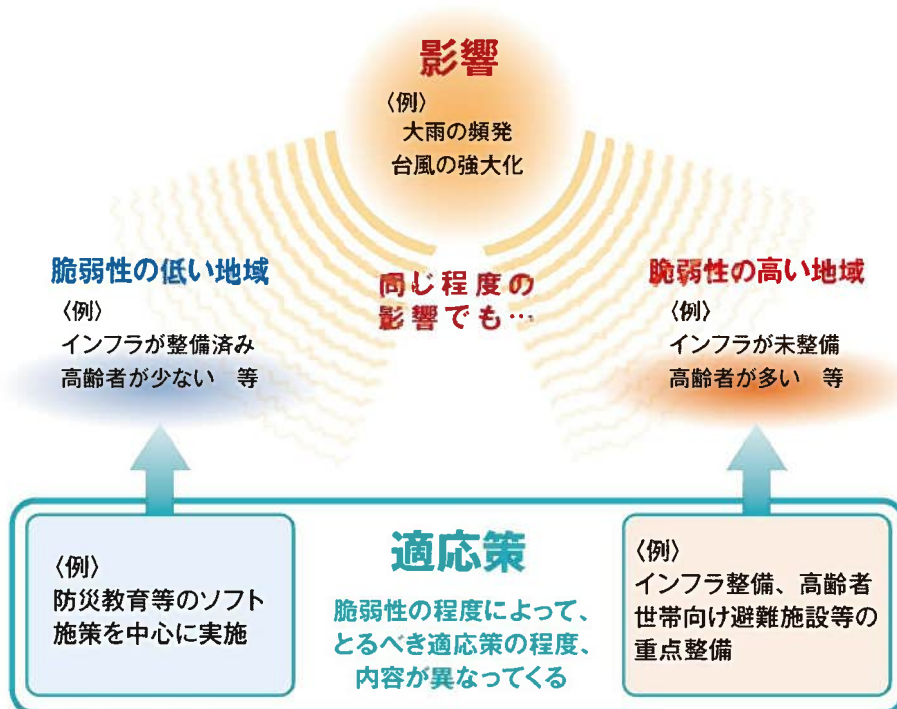 影響
〈例〉
大雨の頻発
台風の強大化
脆弱性の低い地域
〈例〉
インフラが整備済み
高齢者が少ない 等
同じ程度の
影響でも…
脆弱性の高い地域
〈例〉
インフラが未整備
高齢者が多い 等
〈例〉
防災教育等のソフト
施策を中心に実施
適応策
脆弱性の程度によって、
とるべき適応策の程度、
内容が異なってくる
〈例〉
インフラ整備、高齢者
世帯向け避難施設等の
重点整備